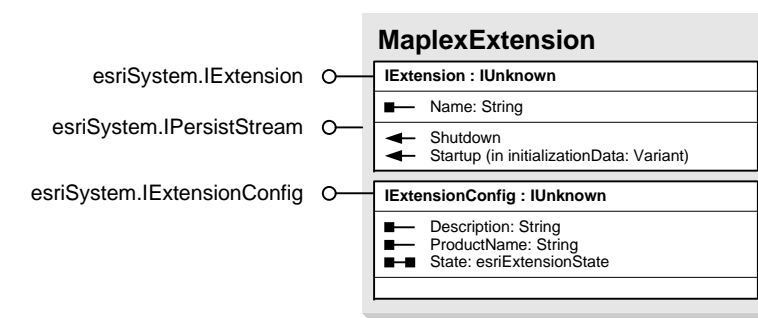 MaplexExtension
esriSystem.IExtension
IExtension : IUnknown
Name: String
esriSystem.IPersistStream
Shutdown
Startup (in initializationData: Variant)
esriSystem.IExtensionConfig
IExtensionConfig : IUnknown
Description: String
ProductName: String
State: esriExtensionState